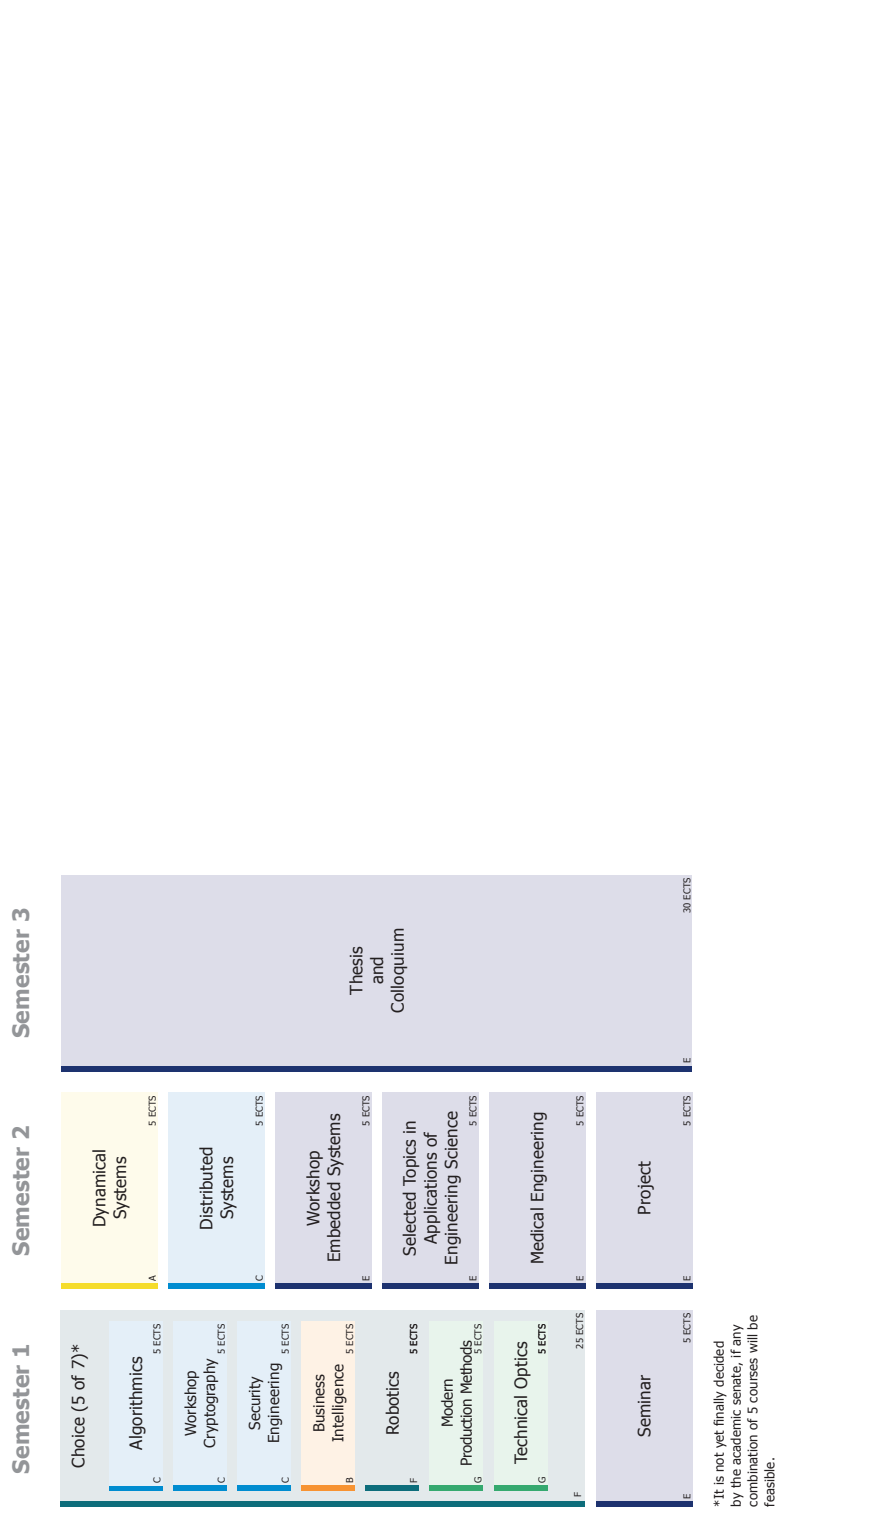 Semester 1
Choice (5 of 7)*
Algorithmics
5 ECTS
C
Workshop
Cryptography
5 ECTS
C
Security
Engineering
5 ECTS
C
Business
Intelligence
5 ECTS
B
Robotics
5 ECTS
F
Modern
Production Methods
5 ECTS
G
Technical Optics
5 ECTS
G
25 ECTS
F
Seminar
5 ECTS
E
Semester 2
Dynamical
Systems
5 ECTS
A
Distributed
Systems
5 ECTS
C
Workshop
Embedded Systems
5 ECTS
E
Selected Topics in
Applications of
Engineering Science
5 ECTS
E
Medical Engineering
5 ECTS
E
Project
5 ECTS
E
Semester 3
Thesis
and
Colloquium
30 ECTS
E
*It is not yet finally decided
by the academic senate, if any
combination of 5 courses will be
feasible.